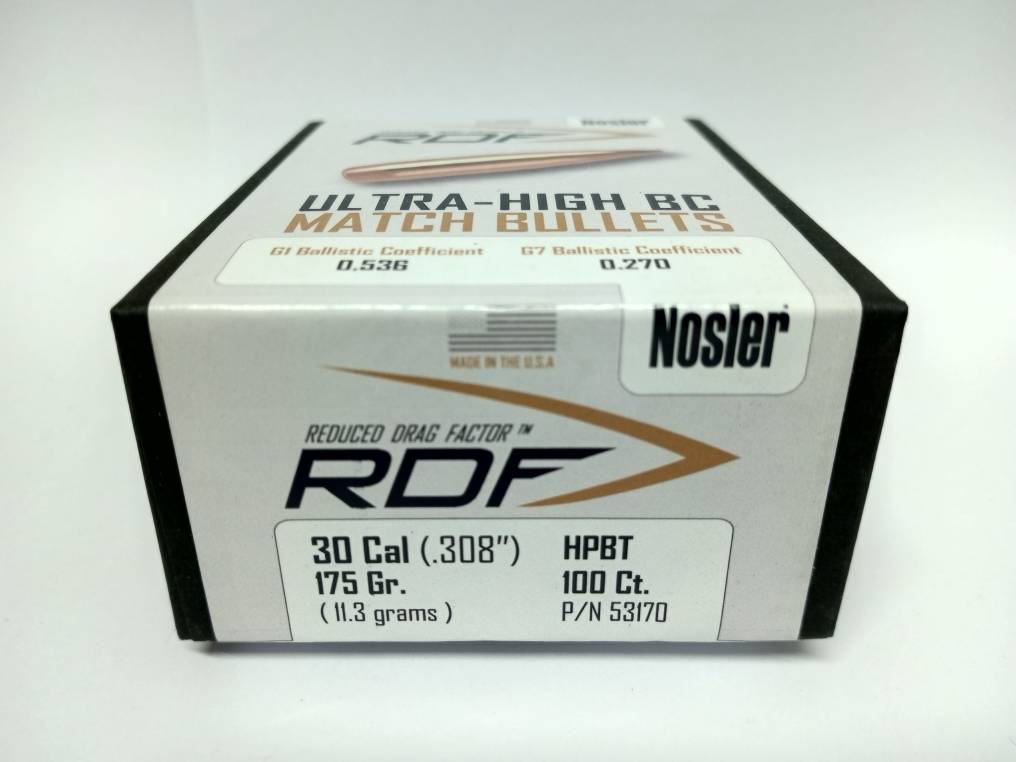 Nosler
RDF
ULTRA-HIGH BC
MATCH BULLETS
G1 Ballistic Coefficient
0.536
G7 Ballistic Coefficient
0.270
Nosler
MADE IN THE U.S.A
REDUCED DRAG FACTOR™
RDF
30 Cal (.308")
175 Gr.
( 11.3 grams )
HPBT
100 Ct.
P/N 53170